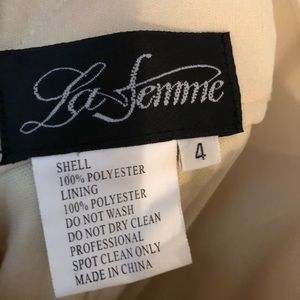 La Femme
4
SHELL
100% POLYESTER
LINING
100% POLYESTER
DO NOT WASH
DO NOT DRY CLEAN
PROFESSIONAL
SPOT CLEAN ONLY
MADE IN CHINA